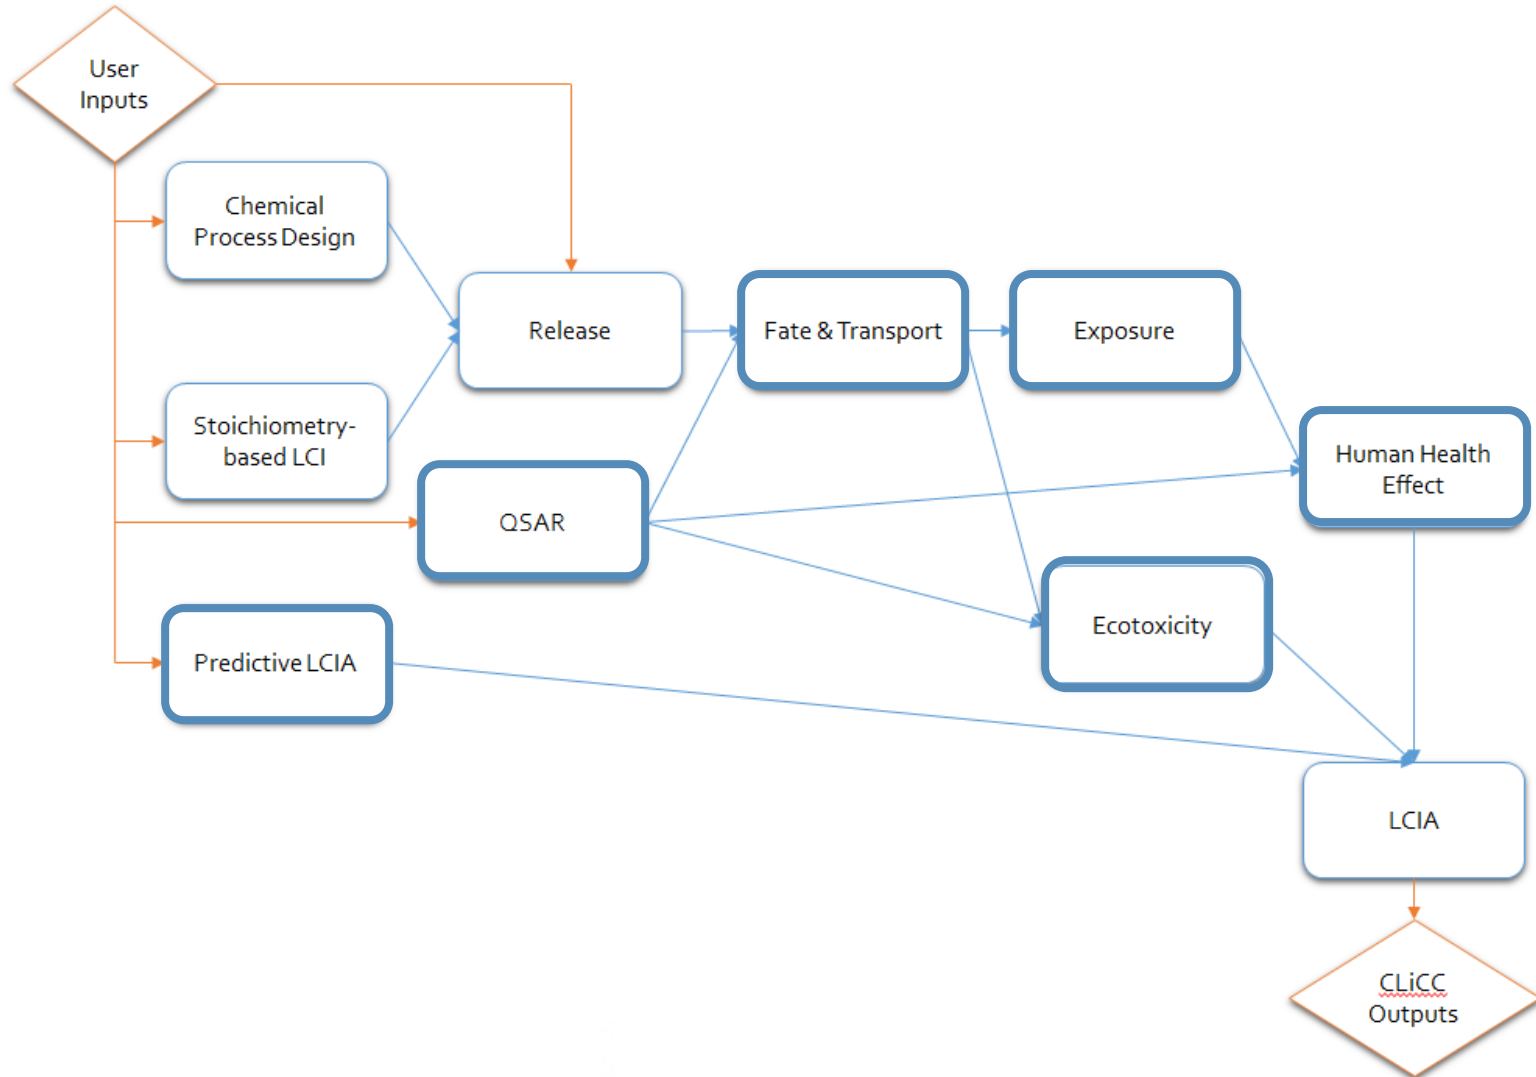 User
Inputs
Chemical
Process Design
Release
Fate & Transport
Exposure
Stoichiometry-
based LCI
Human Health
Effect
QSAR
Ecotoxicity
Predictive LCIA
LCIA
CLiCC
Outputs